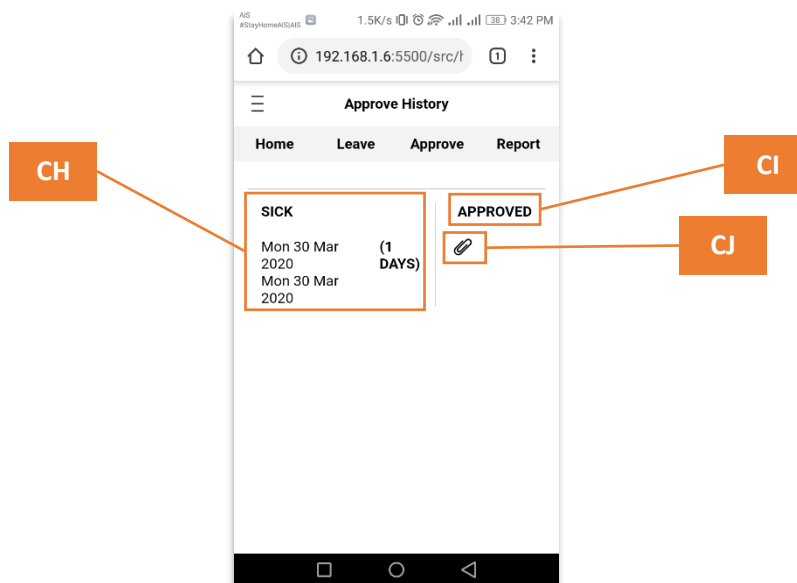 AIS
#StayHomeAIS|AIS
1.5K/s 38 3:42 PM
192.168.1.6:5500/src/h
1
Approve History
Home Leave Approve Report
CH
CI
SICK
APPROVED
Mon 30 Mar (1
2020 DAYS)
Mon 30 Mar
2020
CJ